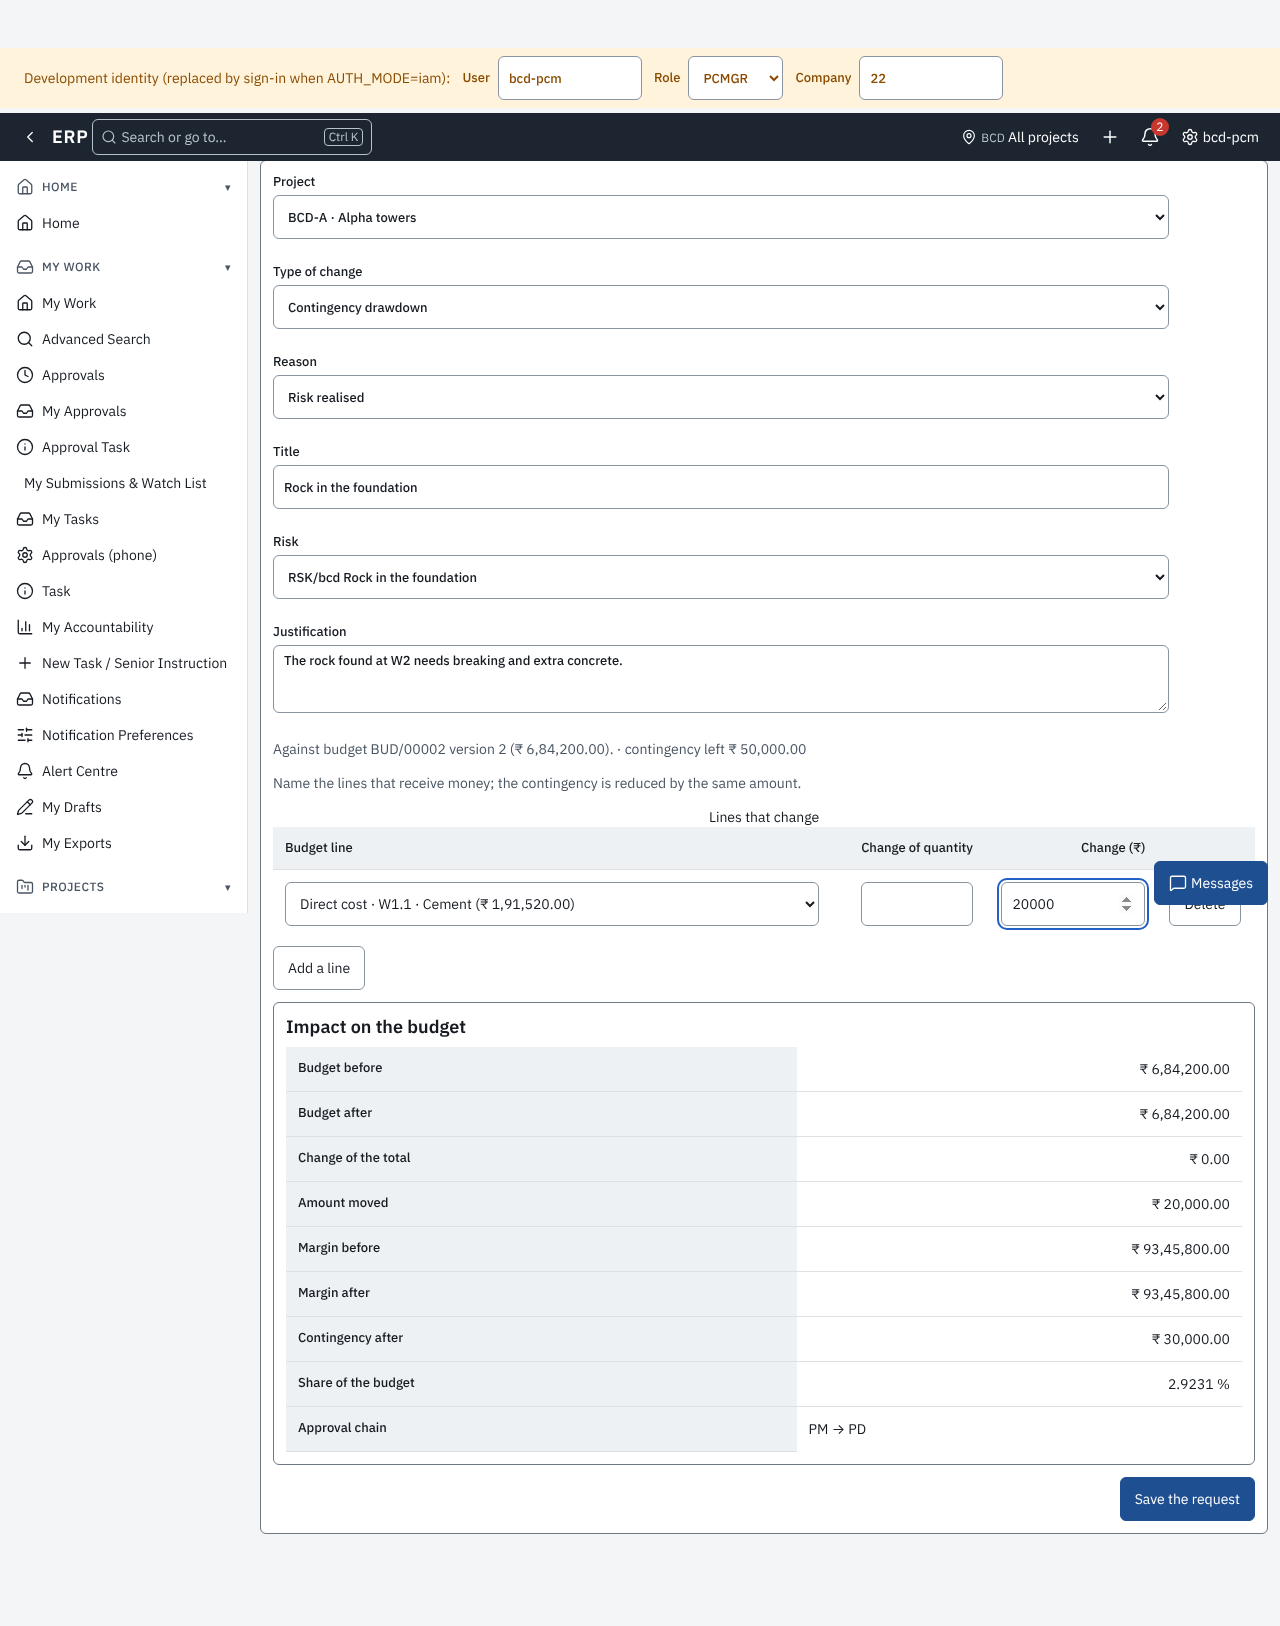 Development identity (replaced by sign-in when AUTH_MODE=iam): User bcd-pcm Role PCMGR Company 22
ERP Search or go to... Ctrl K BCD All projects 2 bcd-pcm
HOME
Home
MY WORK
My Work
Advanced Search
Approvals
My Approvals
Approval Task
My Submissions & Watch List
My Tasks
Approvals (phone)
Task
My Accountability
New Task / Senior Instruction
Notifications
Notification Preferences
Alert Centre
My Drafts
My Exports
PROJECTS
Project
BCD-A · Alpha towers
Type of change
Contingency drawdown
Reason
Risk realised
Title
Rock in the foundation
Risk
RSK/bcd Rock in the foundation
Justification
The rock found at W2 needs breaking and extra concrete.
Against budget BUD/00002 version 2 (₹ 6,84,200.00). · contingency left ₹ 50,000.00
Name the lines that receive money; the contingency is reduced by the same amount.
Lines that change
Budget line Change of quantity Change (₹)
Messages
Direct cost · W1.1 · Cement (₹ 1,91,520.00) 20000 Delete
Add a line
Impact on the budget
Budget before ₹ 6,84,200.00
Budget after ₹ 6,84,200.00
Change of the total ₹ 0.00
Amount moved ₹ 20,000.00
Margin before ₹ 93,45,800.00
Margin after ₹ 93,45,800.00
Contingency after ₹ 30,000.00
Share of the budget 2.9231 %
Approval chain PM → PD
Save the request